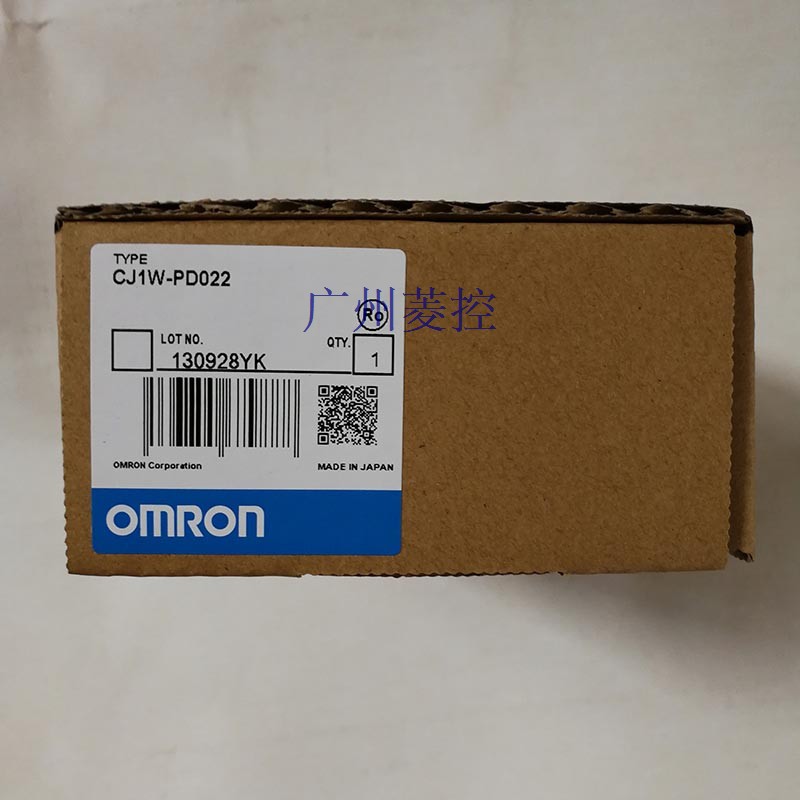 TYPE
CJ1W-PD022
广州菱控
Ro
LOT NO.
130928YK
QTY.
1
OMRON Corporation
MADE IN JAPAN
OMRON